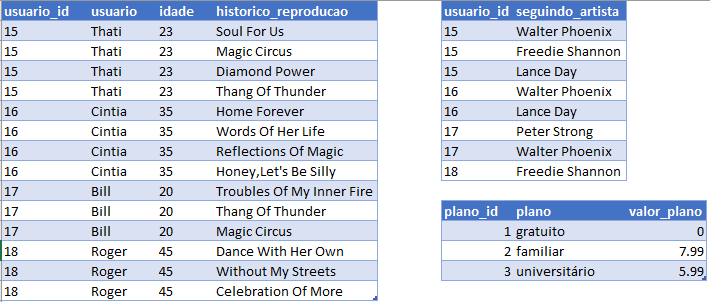 usuario_id usuario idade historico_reproducao
15 Thati 23 Soul For Us
15 Thati 23 Magic Circus
15 Thati 23 Diamond Power
15 Thati 23 Thang Of Thunder
16 Cintia 35 Home Forever
16 Cintia 35 Words Of Her Life
16 Cintia 35 Reflections Of Magic
16 Cintia 35 Honey,Let's Be Silly
17 Bill 20 Troubles Of My Inner Fire
17 Bill 20 Thang Of Thunder
17 Bill 20 Magic Circus
18 Roger 45 Dance With Her Own
18 Roger 45 Without My Streets
18 Roger 45 Celebration Of More
usuario_id seguindo_artista
15 Walter Phoenix
15 Freedie Shannon
15 Lance Day
16 Walter Phoenix
16 Lance Day
17 Peter Strong
17 Walter Phoenix
18 Freedie Shannon
plano_id plano valor_plano
1 gratuito 0
2 familiar 7.99
3 universitário 5.99